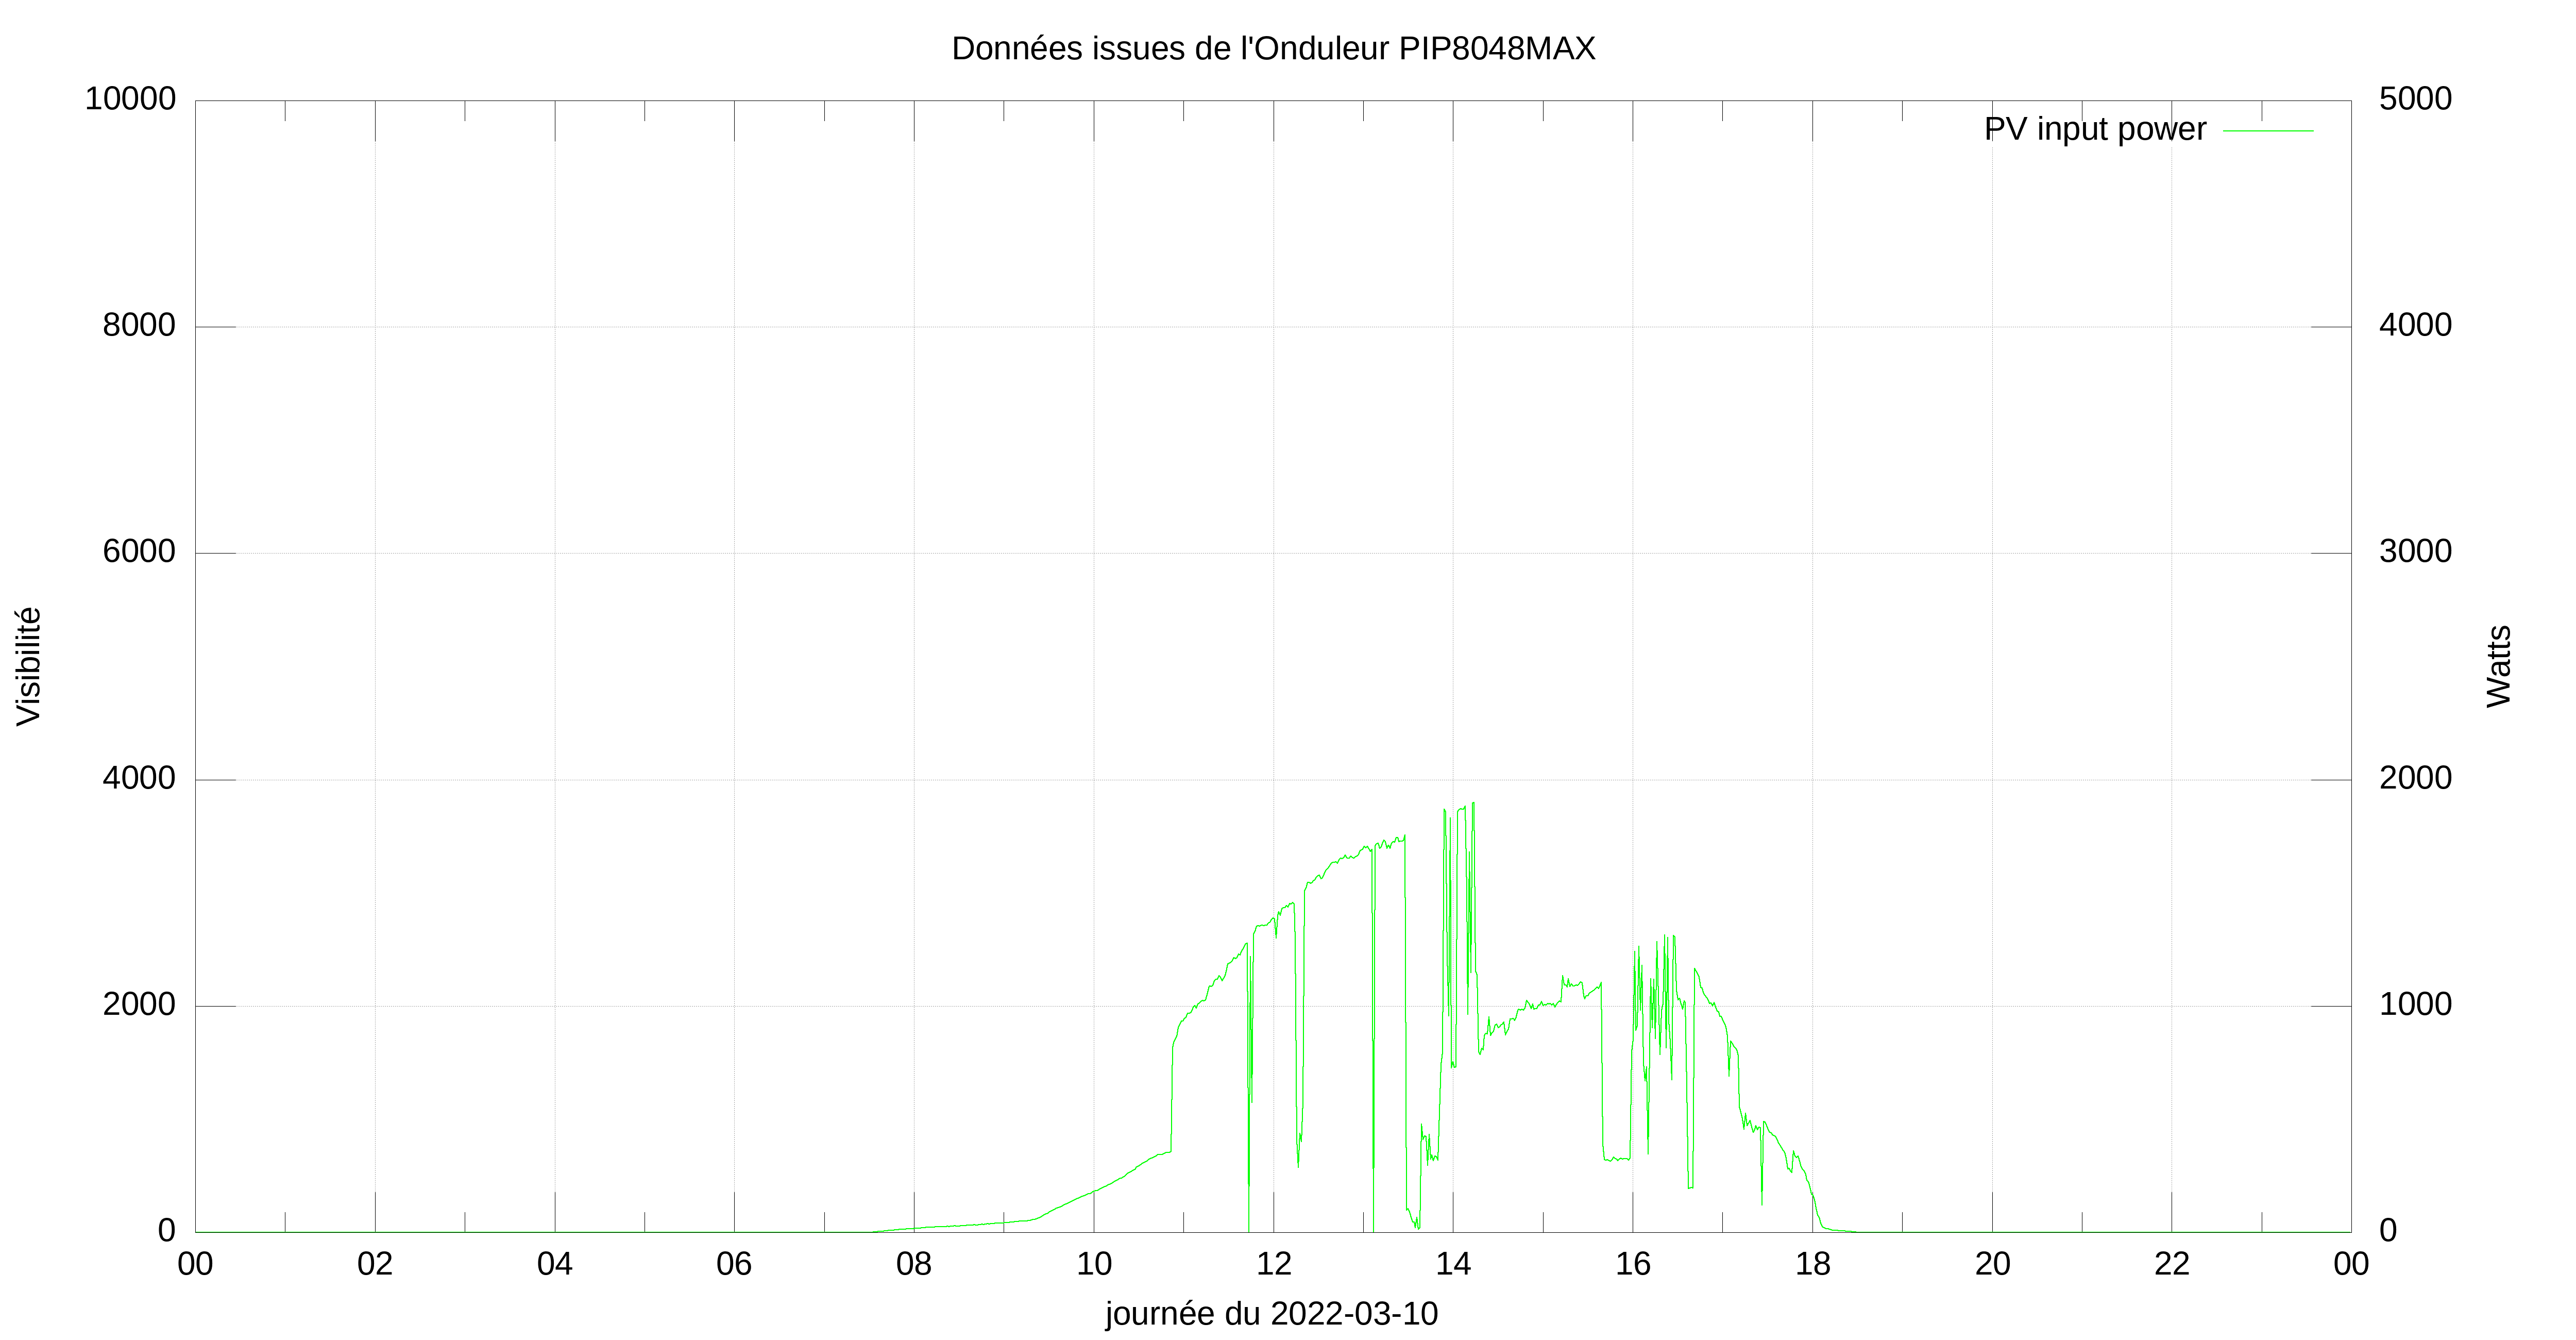 Données issues de l'Onduleur PIP8048MAX
10000
8000
6000
4000
2000
0
Visibilité
5000
4000
3000
2000
1000
0
Watts
PV input power
00 02 04 06 08 10 12 14 16 18 20 22 00
journée du 2022-03-10